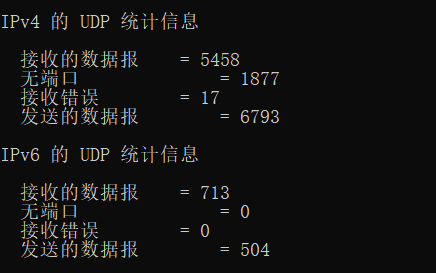 IPv4 的 UDP 统计信息
接收的数据报 = 5458
无端口 = 1877
接收错误 = 17
发送的数据报 = 6793
IPv6 的 UDP 统计信息
接收的数据报 = 713
无端口 = 0
接收错误 = 0
发送的数据报 = 504